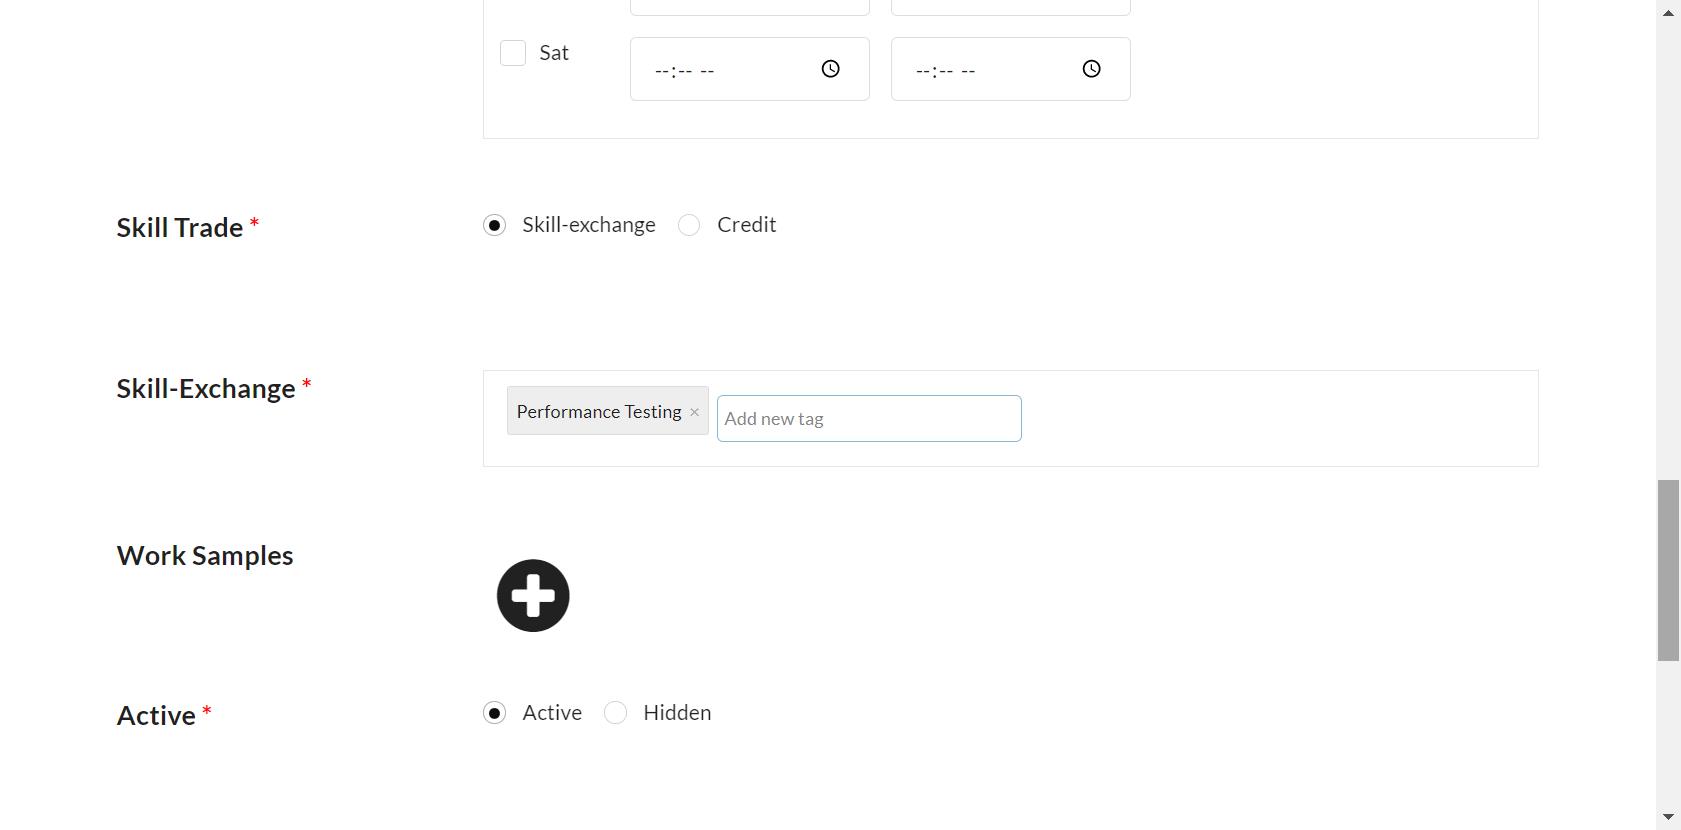 Sat --:-- -- --:-- --
Skill Trade * Skill-exchange Credit
Skill-Exchange * Performance Testing × Add new tag
Work Samples
Active * Active Hidden